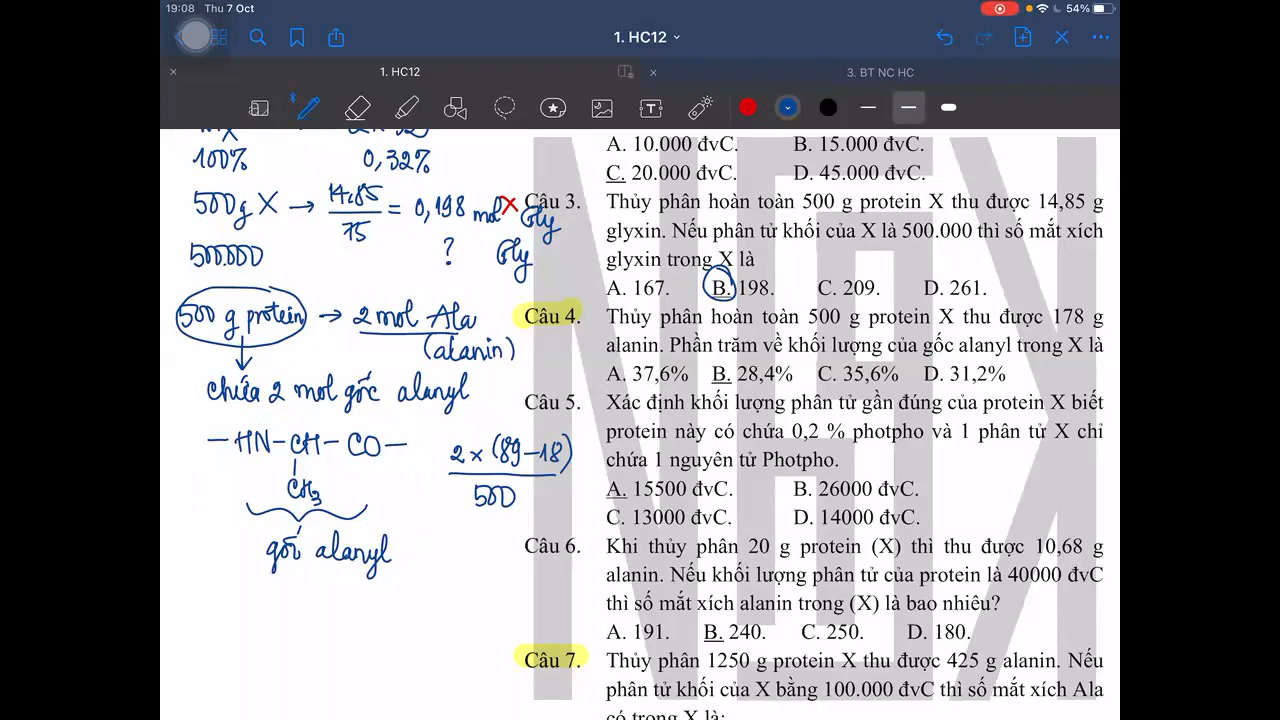 19:08 Thu 7 Oct
54%
1. HC12
1. HC12
3. BT NC HC
100%
0,32%
500g X → 14,85/75 = 0,198 mol Gly
500.000 ? Gly
500 g protein → 2 mol Ala
(alanin)
chứa 2 mol gốc alanyl
– HN – CH – CO –
CH₃
gốc alanyl
2 × (89 – 18)
500
A. 10.000 đvC. B. 15.000 đvC.
C. 20.000 đvC. D. 45.000 đvC.
Câu 3. Thủy phân hoàn toàn 500 g protein X thu được 14,85 g
glyxin. Nếu phân tử khối của X là 500.000 thì số mắt xích
glyxin trong X là
A. 167. B. 198. C. 209. D. 261.
Câu 4. Thủy phân hoàn toàn 500 g protein X thu được 178 g
alanin. Phần trăm về khối lượng của gốc alanyl trong X là
A. 37,6% B. 28,4% C. 35,6% D. 31,2%
Câu 5. Xác định khối lượng phân tử gần đúng của protein X biết
protein này có chứa 0,2 % photpho và 1 phân tử X chỉ
chứa 1 nguyên tử Photpho.
A. 15500 đvC. B. 26000 đvC.
C. 13000 đvC. D. 14000 đvC.
Câu 6. Khi thủy phân 20 g protein (X) thì thu được 10,68 g
alanin. Nếu khối lượng phân tử của protein là 40000 đvC
thì số mắt xích alanin trong (X) là bao nhiêu?
A. 191. B. 240. C. 250. D. 180.
Câu 7. Thủy phân 1250 g protein X thu được 425 g alanin. Nếu
phân tử khối của X bằng 100.000 đvC thì số mắt xích Ala
có trong X là: